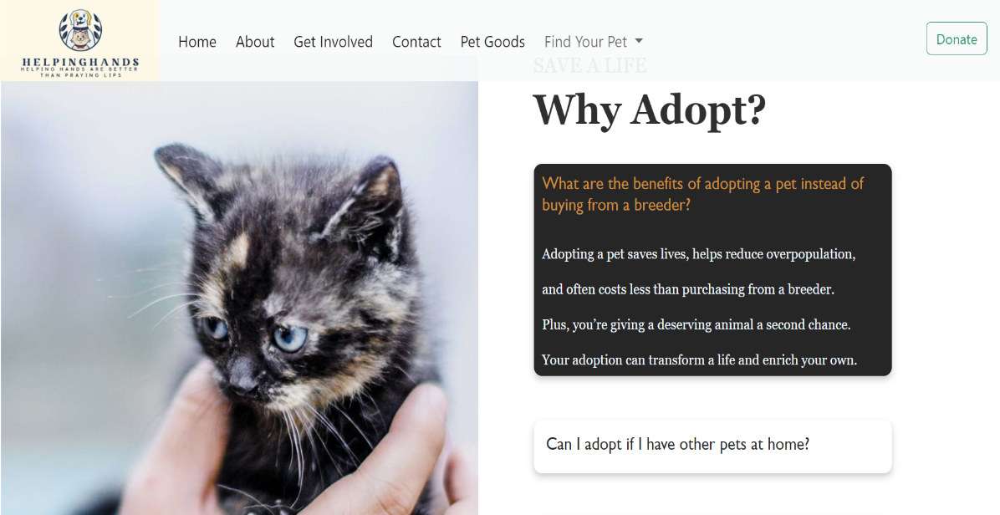 HELPINGHANDS
HELPING HANDS ARE BETTER
THAN PRAYING LIPS
Home About Get Involved Contact Pet Goods Find Your Pet
Donate
SAVE A LIFE
Why Adopt?
What are the benefits of adopting a pet instead of
buying from a breeder?
Adopting a pet saves lives, helps reduce overpopulation,
and often costs less than purchasing from a breeder.
Plus, you’re giving a deserving animal a second chance.
Your adoption can transform a life and enrich your own.
Can I adopt if I have other pets at home?